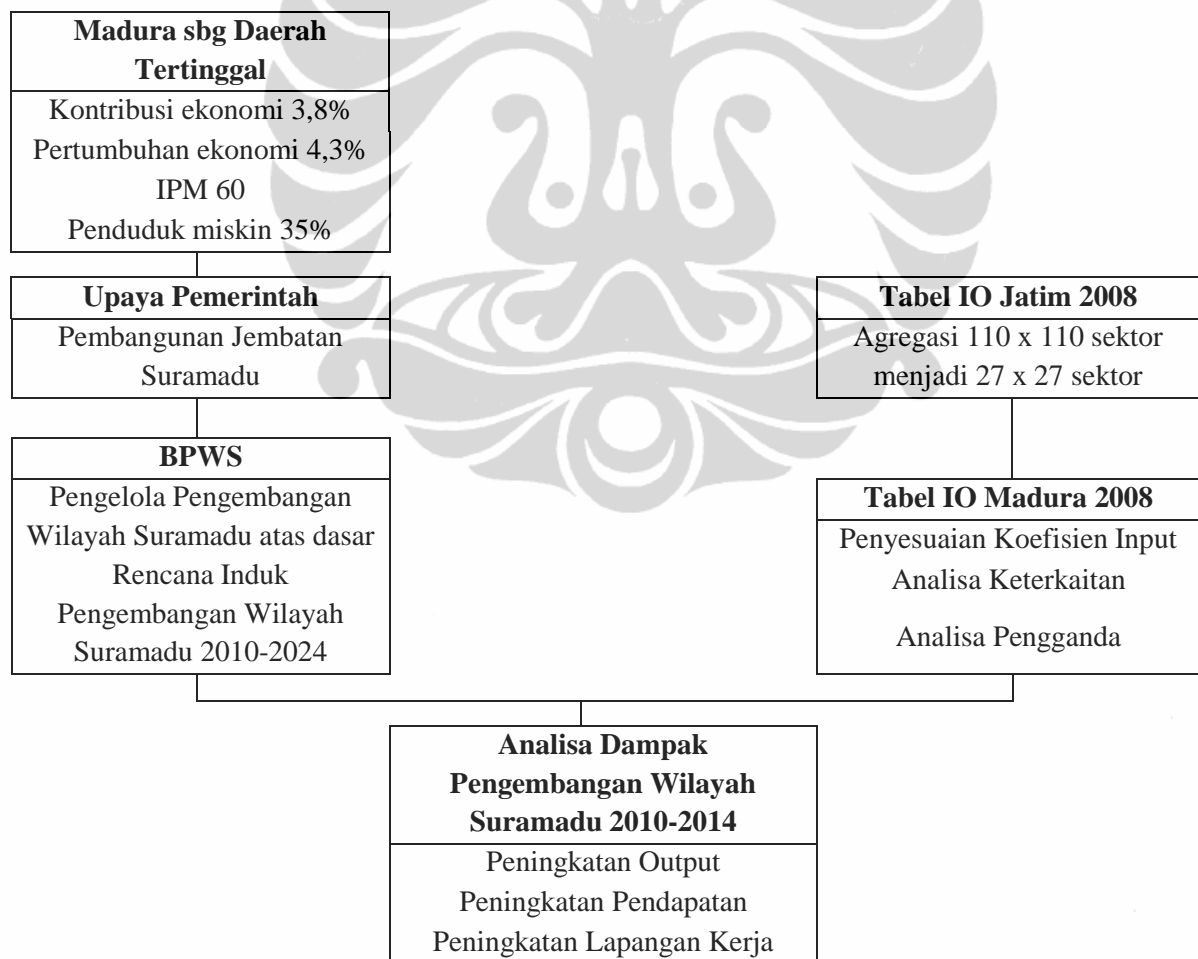 Madura sbg Daerah
Tertinggal
Kontribusi ekonomi 3,8%
Pertumbuhan ekonomi 4,3%
IPM 60
Penduduk miskin 35%
Upaya Pemerintah
Pembangunan Jembatan
Suramadu
BPWS
Pengelola Pengembangan
Wilayah Suramadu atas dasar
Rencana Induk
Pengembangan Wilayah
Suramadu 2010-2024
Tabel IO Jatim 2008
Agregasi 110 x 110 sektor
menjadi 27 x 27 sektor
Tabel IO Madura 2008
Penyesuaian Koefisien Input
Analisa Keterkaitan
Analisa Pengganda
Analisa Dampak
Pengembangan Wilayah
Suramadu 2010-2014
Peningkatan Output
Peningkatan Pendapatan
Peningkatan Lapangan Kerja